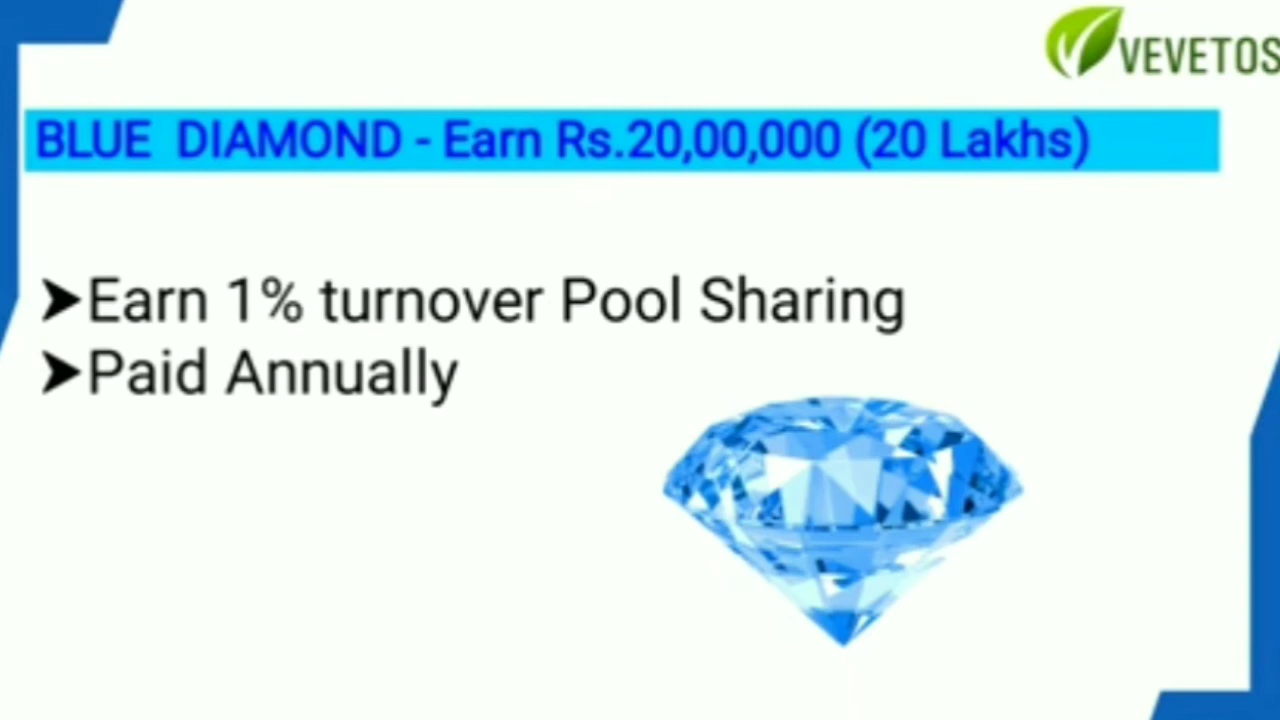 VEVETOS
BLUE DIAMOND - Earn Rs.20,00,000 (20 Lakhs)
➤Earn 1% turnover Pool Sharing
➤Paid Annually